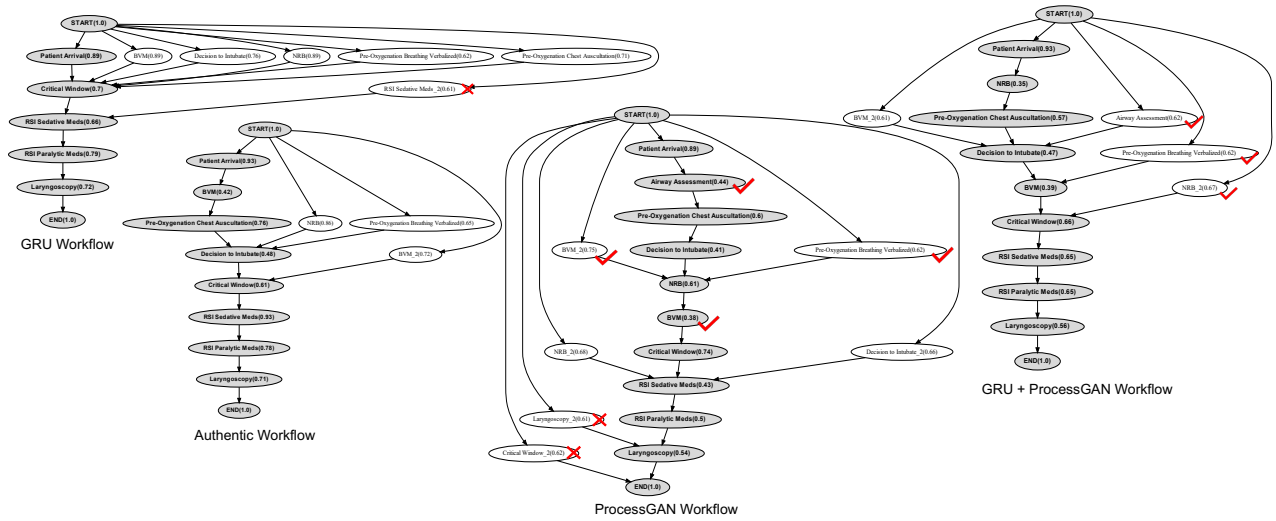 START(1.0)
Patient Arrival(0.89)
BVM(0.89)
Decision to Intubate(0.76)
NRB(0.89)
Pre-Oxygenation Breathing Verbalized(0.62)
Pre-Oxygenation Chest Auscultation(0.71)
Critical Window(0.7)
RSI Sedative Meds_2(0.61)
RSI Sedative Meds(0.66)
RSI Paralytic Meds(0.79)
Laryngoscopy(0.72)
END(1.0)
GRU Workflow
START(1.0)
Patient Arrival(0.93)
BVM(0.42)
Pre-Oxygenation Chest Auscultation(0.76)
NRB(0.86)
Pre-Oxygenation Breathing Verbalized(0.65)
Decision to Intubate(0.48)
BVM_2(0.72)
Critical Window(0.61)
RSI Sedative Meds(0.93)
RSI Paralytic Meds(0.78)
Laryngoscopy(0.71)
END(1.0)
Authentic Workflow
START(1.0)
Patient Arrival(0.89)
Airway Assessment(0.44)
Pre-Oxygenation Chest Auscultation(0.6)
BVM_2(0.75)
Decision to Intubate(0.41)
Pre-Oxygenation Breathing Verbalized(0.62)
NRB(0.61)
BVM(0.38)
NRB_2(0.68)
Critical Window(0.74)
Decision to Intubate_2(0.66)
RSI Sedative Meds(0.43)
Laryngoscopy_2(0.61)
RSI Paralytic Meds(0.5)
Critical Window_2(0.62)
Laryngoscopy(0.54)
END(1.0)
ProcessGAN Workflow
START(1.0)
Patient Arrival(0.93)
NRB(0.35)
BVM_2(0.61)
Pre-Oxygenation Chest Auscultation(0.57)
Airway Assessment(0.62)
Decision to Intubate(0.47)
Pre-Oxygenation Breathing Verbalized(0.62)
BVM(0.39)
NRB_2(0.67)
Critical Window(0.66)
RSI Sedative Meds(0.65)
RSI Paralytic Meds(0.65)
Laryngoscopy(0.56)
END(1.0)
GRU + ProcessGAN Workflow